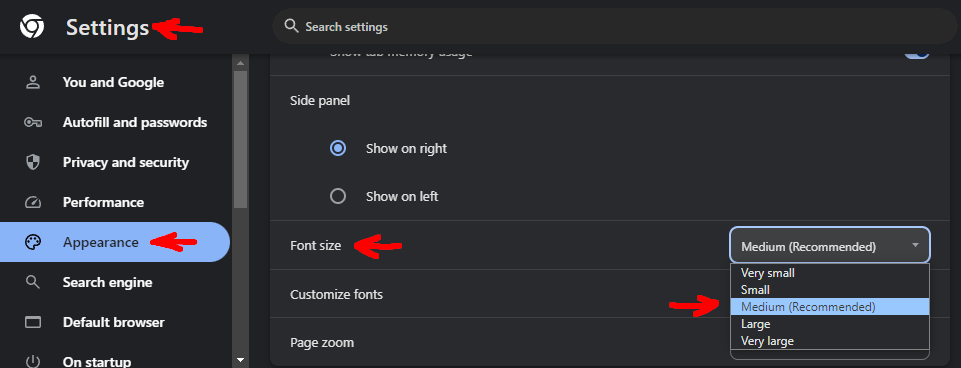 Settings
Search settings
You and Google
Autofill and passwords
Privacy and security
Performance
Appearance
Search engine
Default browser
On startup
Show tab memory usage
Side panel
Show on right
Show on left
Font size
Medium (Recommended)
Very small
Small
Medium (Recommended)
Large
Very large
Customize fonts
Page zoom